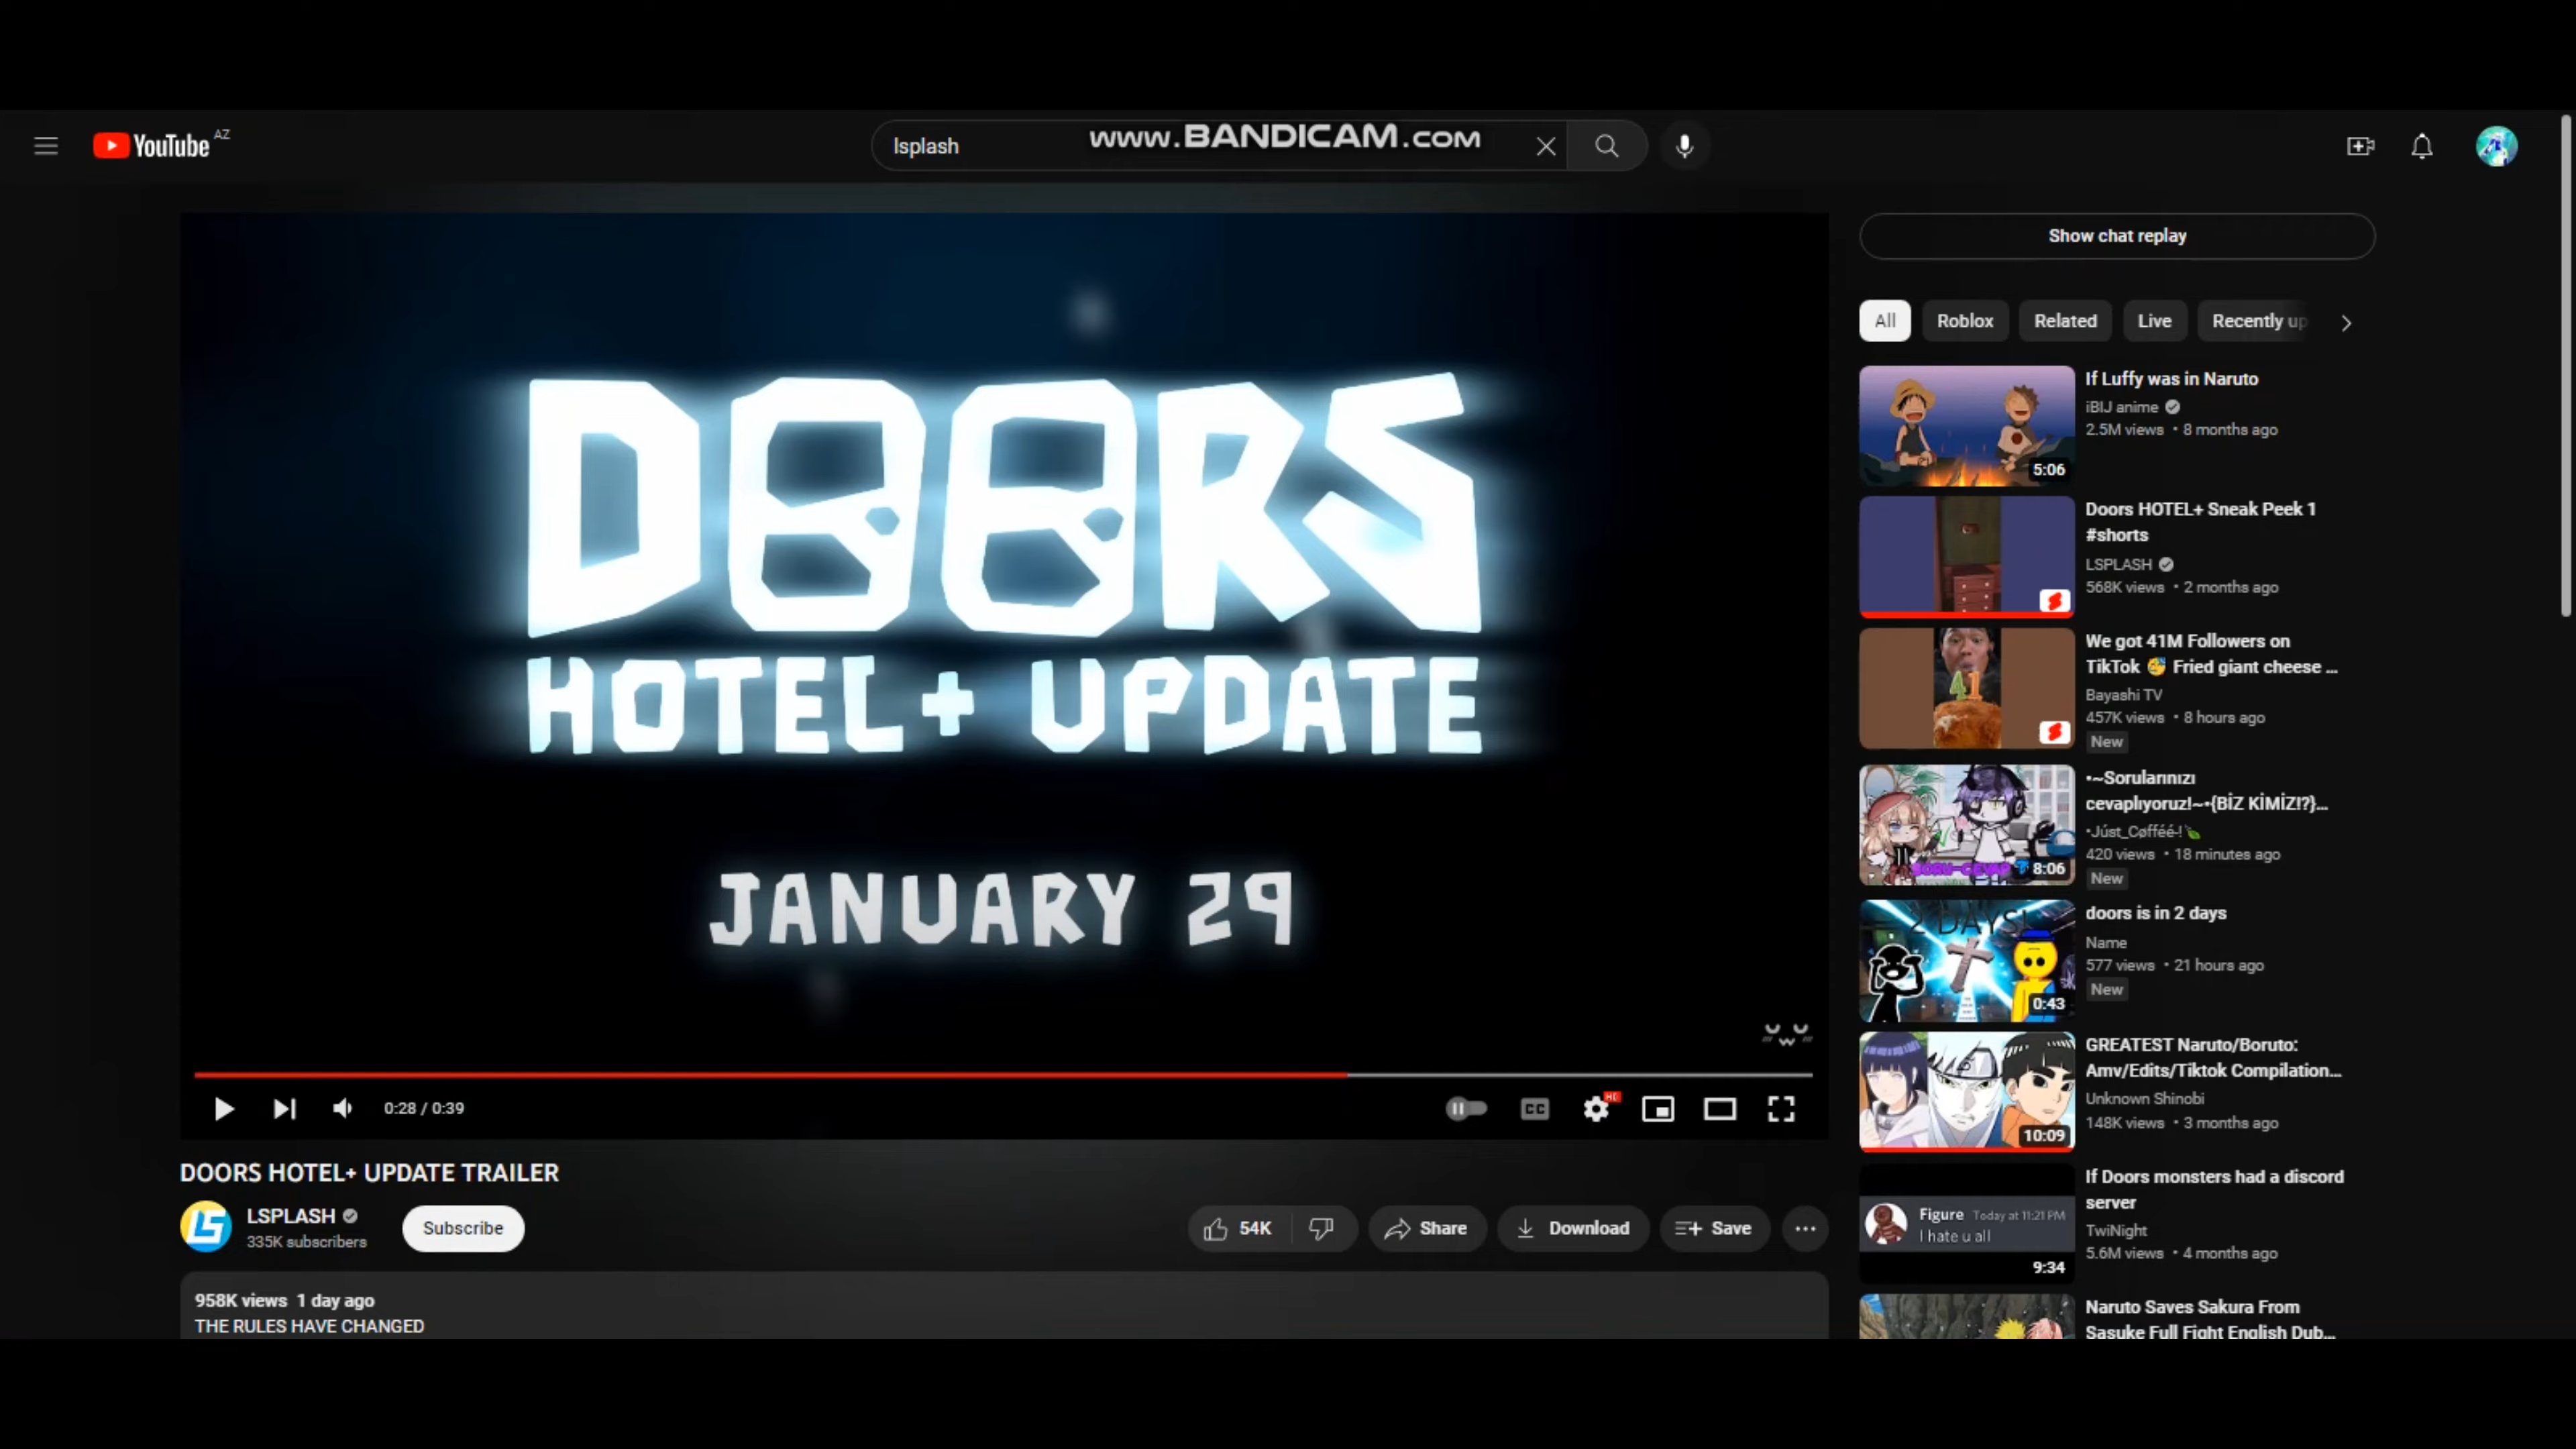 YouTube AZ
lsplash
www.BANDICAM.com
DOORS
HOTEL+ UPDATE
JANUARY 29
0:28 / 0:39
CC
HD
DOORS HOTEL+ UPDATE TRAILER
LSPLASH
335K subscribers
Subscribe
54K
Share
Download
Save
958K views 1 day ago
THE RULES HAVE CHANGED
Show chat replay
All
Roblox
Related
Live
Recently up
5:06
If Luffy was in Naruto
iBIJ anime
2.5M views • 8 months ago
Doors HOTEL+ Sneak Peek 1
#shorts
LSPLASH
568K views • 2 months ago
41
We got 41M Followers on
TikTok 🥳 Fried giant cheese ...
Bayashi TV
457K views • 8 hours ago
New
SORU-CEVAP
8:06
•~Sorularınızı
cevaplıyoruz!~•{BİZ KİMİZ!?}...
•Júst_Cøfféé-!
420 views • 18 minutes ago
New
2 DAYS!
0:43
doors is in 2 days
Name
577 views • 21 hours ago
New
10:09
GREATEST Naruto/Boruto:
Amv/Edits/Tiktok Compilation...
Unknown Shinobi
148K views • 3 months ago
Figure Today at 11:21 PM
I hate u all
9:34
If Doors monsters had a discord
server
TwiNight
5.6M views • 4 months ago
Naruto Saves Sakura From
Sasuke Full Fight English Dub...